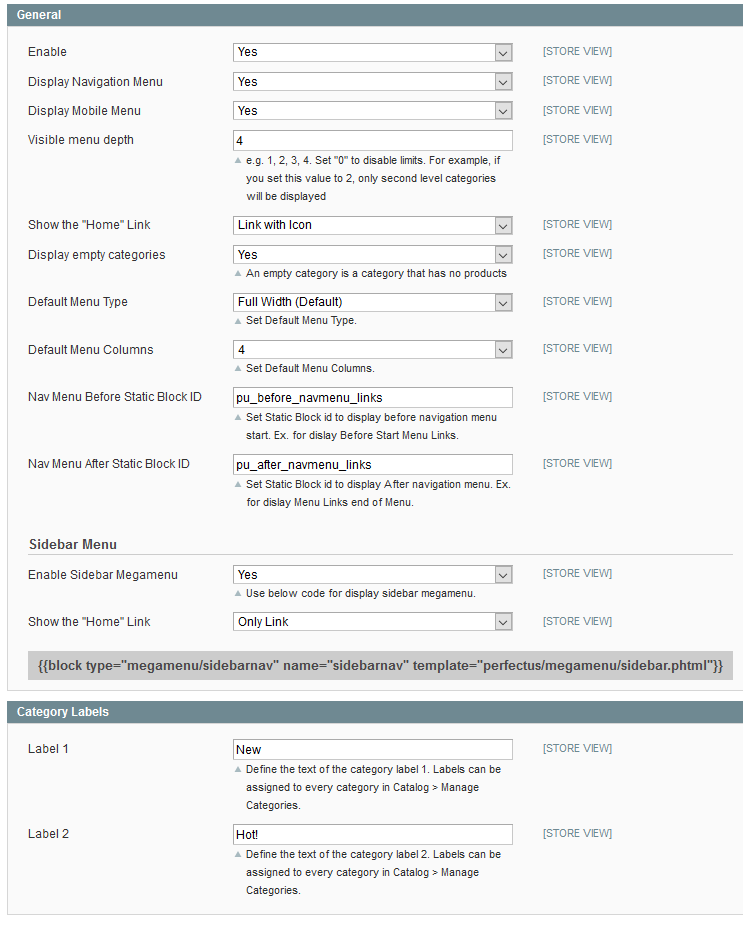 General
Enable Yes [STORE VIEW]
Display Navigation Menu Yes [STORE VIEW]
Display Mobile Menu Yes [STORE VIEW]
Visible menu depth 4 [STORE VIEW]
e.g. 1, 2, 3, 4. Set "0" to disable limits. For example, if
you set this value to 2, only second level categories
will be displayed
Show the "Home" Link Link with Icon [STORE VIEW]
Display empty categories Yes [STORE VIEW]
An empty category is a category that has no products
Default Menu Type Full Width (Default) [STORE VIEW]
Set Default Menu Type.
Default Menu Columns 4 [STORE VIEW]
Set Default Menu Columns.
Nav Menu Before Static Block ID pu_before_navmenu_links [STORE VIEW]
Set Static Block id to display before navigation menu
start. Ex. for dislay Before Start Menu Links.
Nav Menu After Static Block ID pu_after_navmenu_links [STORE VIEW]
Set Static Block id to display After navigation menu. Ex.
for dislay Menu Links end of Menu.
Sidebar Menu
Enable Sidebar Megamenu Yes [STORE VIEW]
Use below code for display sidebar megamenu.
Show the "Home" Link Only Link [STORE VIEW]
{{block type="megamenu/sidebarnav" name="sidebarnav" template="perfectus/megamenu/sidebar.phtml"}}
Category Labels
Label 1 New [STORE VIEW]
Define the text of the category label 1. Labels can be
assigned to every category in Catalog > Manage
Categories.
Label 2 Hot! [STORE VIEW]
Define the text of the category label 2. Labels can be
assigned to every category in Catalog > Manage
Categories.